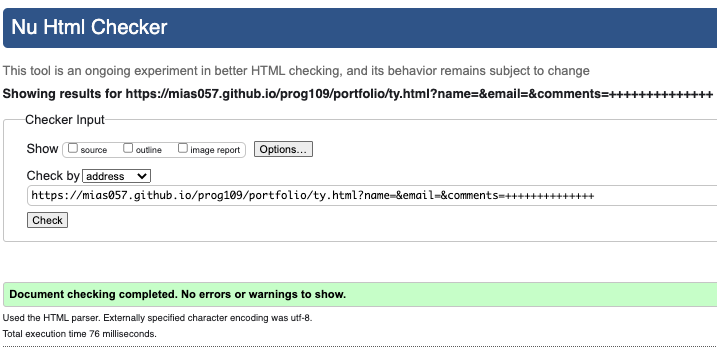 Nu Html Checker
This tool is an ongoing experiment in better HTML checking, and its behavior remains subject to change
Showing results for https://mias057.github.io/prog109/portfolio/ty.html?name=&email=&comments=++++++++++++++
Checker Input
Show source outline image report Options...
Check by address
https://mias057.github.io/prog109/portfolio/ty.html?name=&email=&comments=++++++++++++++
Check
Document checking completed. No errors or warnings to show.
Used the HTML parser. Externally specified character encoding was utf-8.
Total execution time 76 milliseconds.